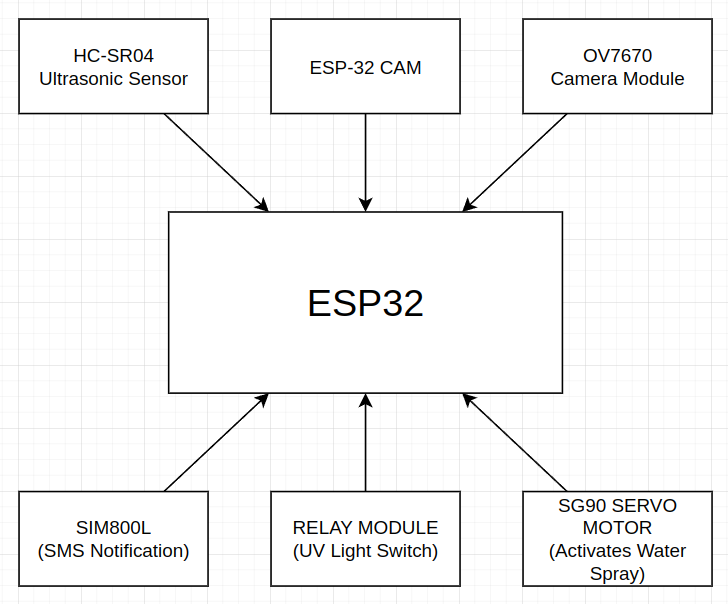 HC-SR04
Ultrasonic Sensor
ESP-32 CAM
OV7670
Camera Module
ESP32
SIM800L
(SMS Notification)
RELAY MODULE
(UV Light Switch)
SG90 SERVO
MOTOR
(Activates Water
Spray)